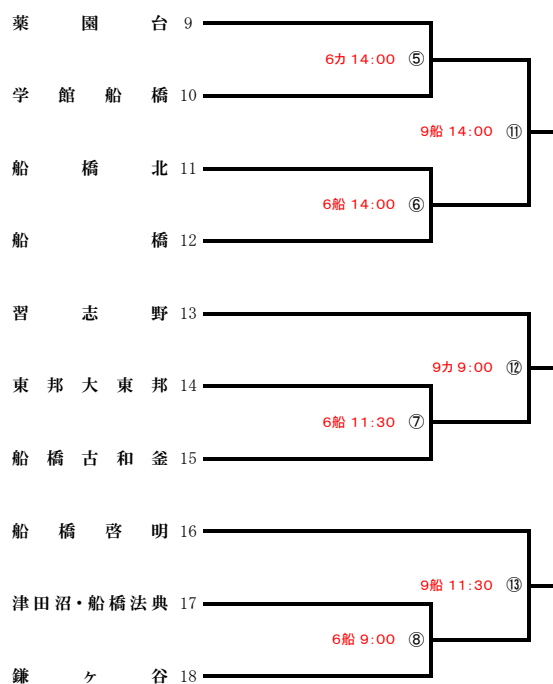 薬園台 9
6カ 14:00 ⑤
学館船橋 10
9船 14:00 ⑪
船橋北 11
6船 14:00 ⑥
船橋 12
習志野 13
9カ 9:00 ⑫
東邦大東邦 14
6船 11:30 ⑦
船橋古和釜 15
船橋啓明 16
9船 11:30 ⑬
津田沼・船橋法典 17
6船 9:00 ⑧
鎌ヶ谷 18